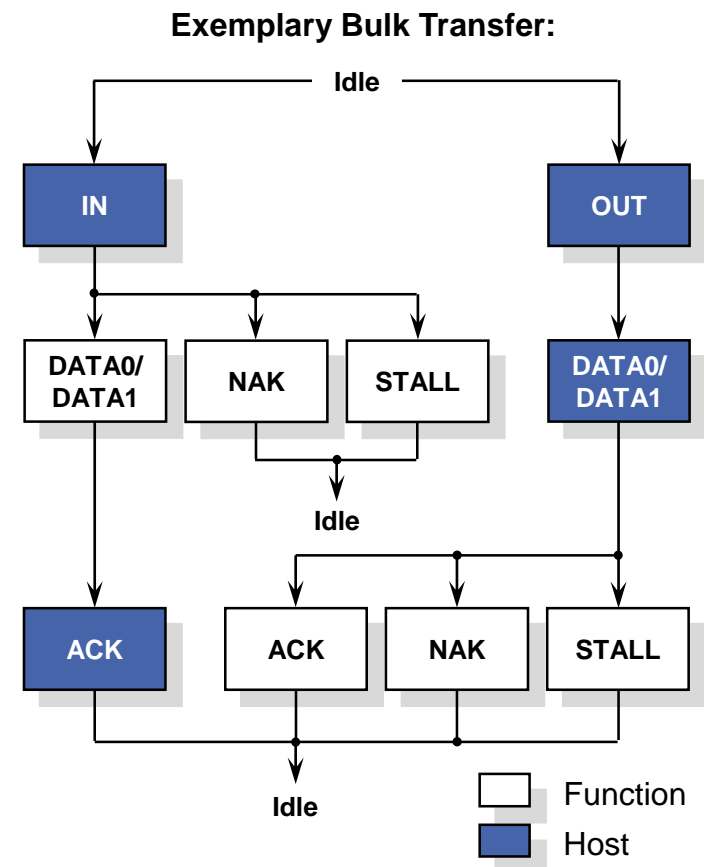 Exemplary Bulk Transfer:
Idle
IN
OUT
DATA0/
DATA1
NAK
STALL
DATA0/
DATA1
Idle
ACK
ACK
NAK
STALL
Idle
Function
Host